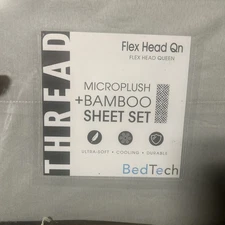 THREAD
Flex Head Qn
FLEX HEAD QUEEN
MICROPLUSH
+BAMBOO
SHEET SET
ULTRA-SOFT • COOLING • DURABLE
BedTech